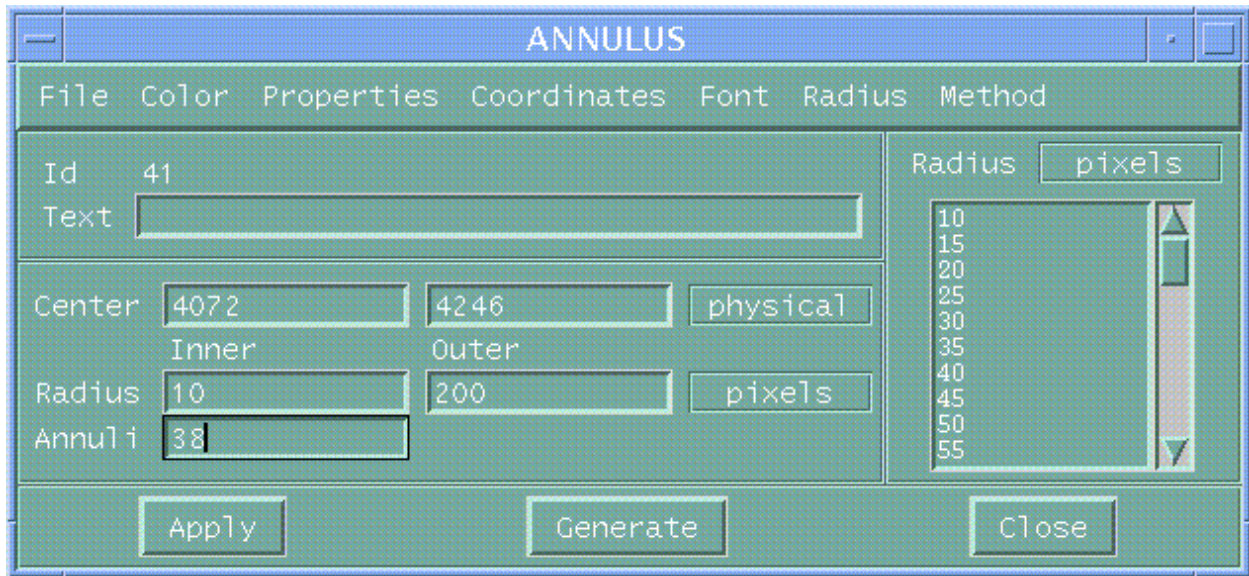 ANNULUS
File Color Properties Coordinates Font Radius Method
Id 41
Text
Center 4072 4246 physical
Inner Outer
Radius 10 200 pixels
Annuli 38
Radius pixels
10
15
20
25
30
35
40
45
50
55
Apply Generate Close